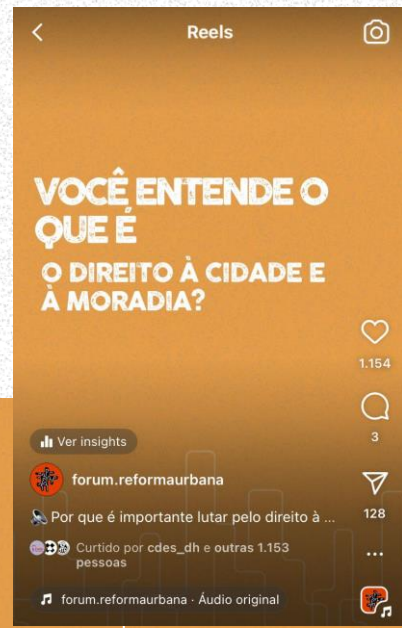 Reels
VOCÊ ENTENDE O
QUE É
O DIREITO À CIDADE E
À MORADIA?
1.154
3
Ver insights
forum.reformaurbana
Por que é importante lutar pelo direito à ...
128
Curtido por cdes_dh e outras 1.153
pessoas
forum.reformaurbana · Áudio original